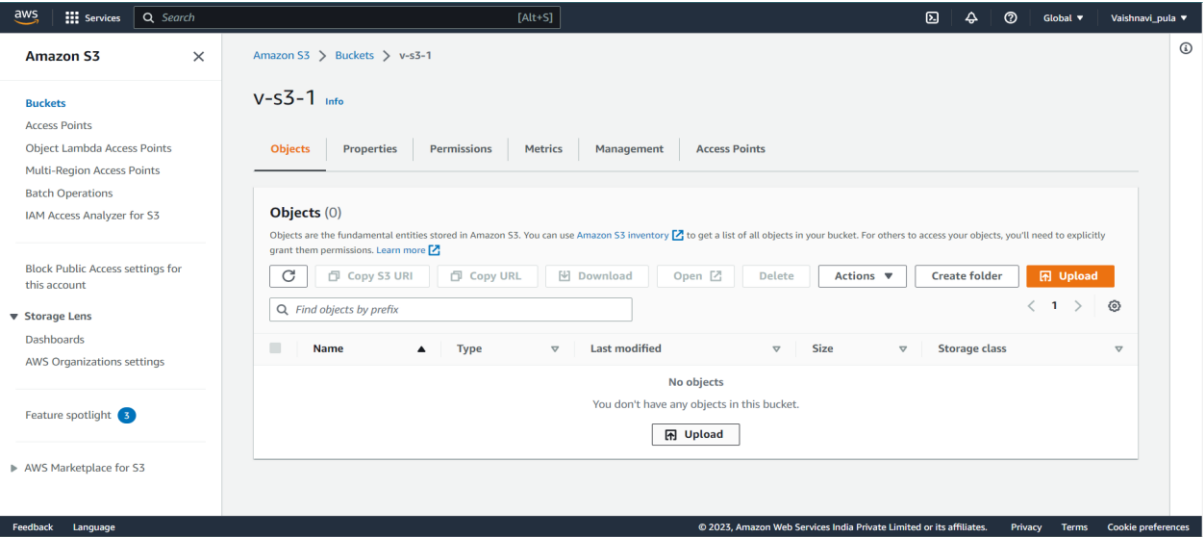 aws Services Search [Alt+S] Global Vaishnavi_pula
Amazon S3
Buckets
Access Points
Object Lambda Access Points
Multi-Region Access Points
Batch Operations
IAM Access Analyzer for S3
Block Public Access settings for
this account
Storage Lens
Dashboards
AWS Organizations settings
Feature spotlight 3
AWS Marketplace for S3
Amazon S3 > Buckets > v-s3-1
v-s3-1 Info
Objects Properties Permissions Metrics Management Access Points
Objects (0)
Objects are the fundamental entities stored in Amazon S3. You can use Amazon S3 inventory to get a list of all objects in your bucket. For others to access your objects, you'll need to explicitly
grant them permissions. Learn more
Copy S3 URI Copy URL Download Open Delete Actions Create folder Upload
Find objects by prefix < 1 >
Name Type Last modified Size Storage class
No objects
You don't have any objects in this bucket.
Upload
Feedback Language © 2023, Amazon Web Services India Private Limited or its affiliates. Privacy Terms Cookie preferences